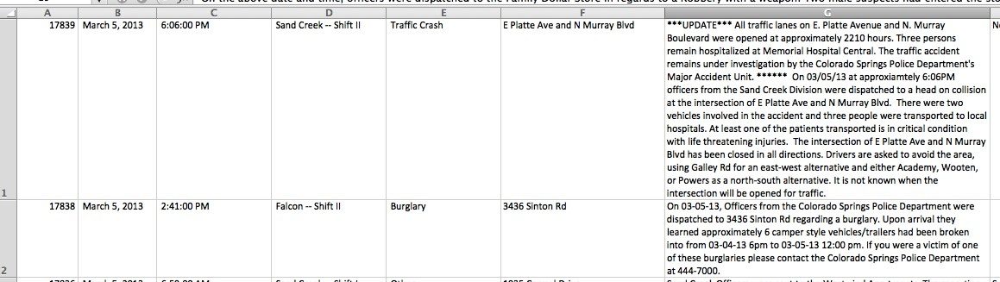 On the above date and time, officers were dispatched to the Family Dollar Store in regards to a Robbery with a weapon. Two male suspects had entered the sto
A B C D E F G
17839 March 5, 2013 6:06:00 PM Sand Creek -- Shift II Traffic Crash E Platte Ave and N Murray Blvd ***UPDATE*** All traffic lanes on E. Platte Avenue and N. Murray
Boulevard were opened at approximately 2210 hours. Three persons
remain hospitalized at Memorial Hospital Central. The traffic accident
remains under investigation by the Colorado Springs Police Department's
Major Accident Unit. ****** On 03/05/13 at approxiamtely 6:06PM
officers from the Sand Creek Division were dispatched to a head on collision
at the intersection of E Platte Ave and N Murray Blvd. There were two
vehicles involved in the accident and three people were transported to local
hospitals. At least one of the patients transported is in critical condition
with life threatening injuries. The intersection of E Platte Ave and N Murray
Blvd has been closed in all directions. Drivers are asked to avoid the area,
using Galley Rd for an east-west alternative and either Academy, Wooten,
or Powers as a north-south alternative. It is not known when the
1 intersection will be opened for traffic.
17838 March 5, 2013 2:41:00 PM Falcon -- Shift II Burglary 3436 Sinton Rd On 03-05-13, Officers from the Colorado Springs Police Department were
dispatched to 3436 Sinton Rd regarding a burglary. Upon arrival they
learned approximately 6 camper style vehicles/trailers had been broken
into from 03-04-13 6pm to 03-05-13 12:00 pm. If you were a victim of one
of these burglaries please contact the Colorado Springs Police Department
2 at 444-7000.